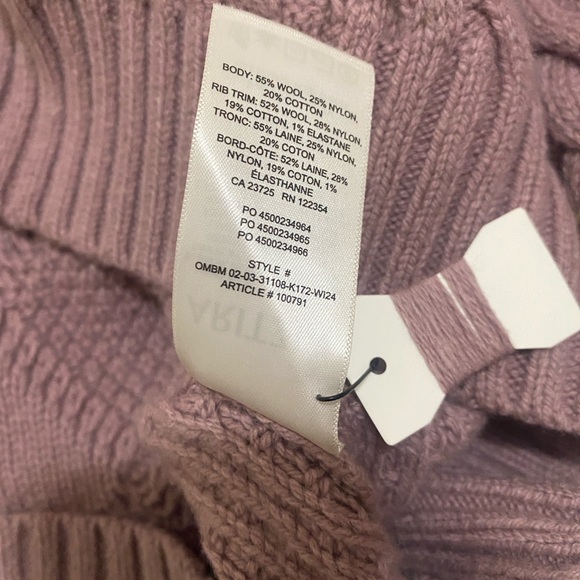 BODY: 55% WOOL, 25% NYLON,
20% COTTON
RIB TRIM: 52% WOOL, 28% NYLON,
19% COTTON, 1% ELASTANE
TRONC: 55% LAINE, 25% NYLON,
20% COTON
BORD-CÔTE: 52% LAINE, 28%
NYLON, 19% COTON, 1%
ÉLASTHANNE
CA 23725 RN 122354
PO 4500234964
PO 4500234965
PO 4500234966
STYLE #
OMBM 02-03-31108-K172-WI24
ARTICLE # 100791
ARITZ